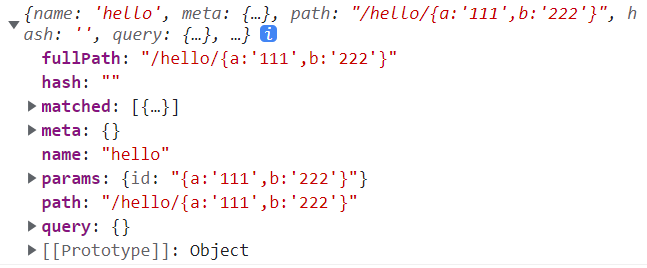 {name: 'hello', meta: {…}, path: "/hello/{a:'111',b:'222'}", h
ash: '', query: {…}, …} i
fullPath: "/hello/{a:'111',b:'222'}"
hash: ""
matched: [{…}]
meta: {}
name: "hello"
params: {id: "{a:'111',b:'222'}"}
path: "/hello/{a:'111',b:'222'}"
query: {}
[[Prototype]]: Object